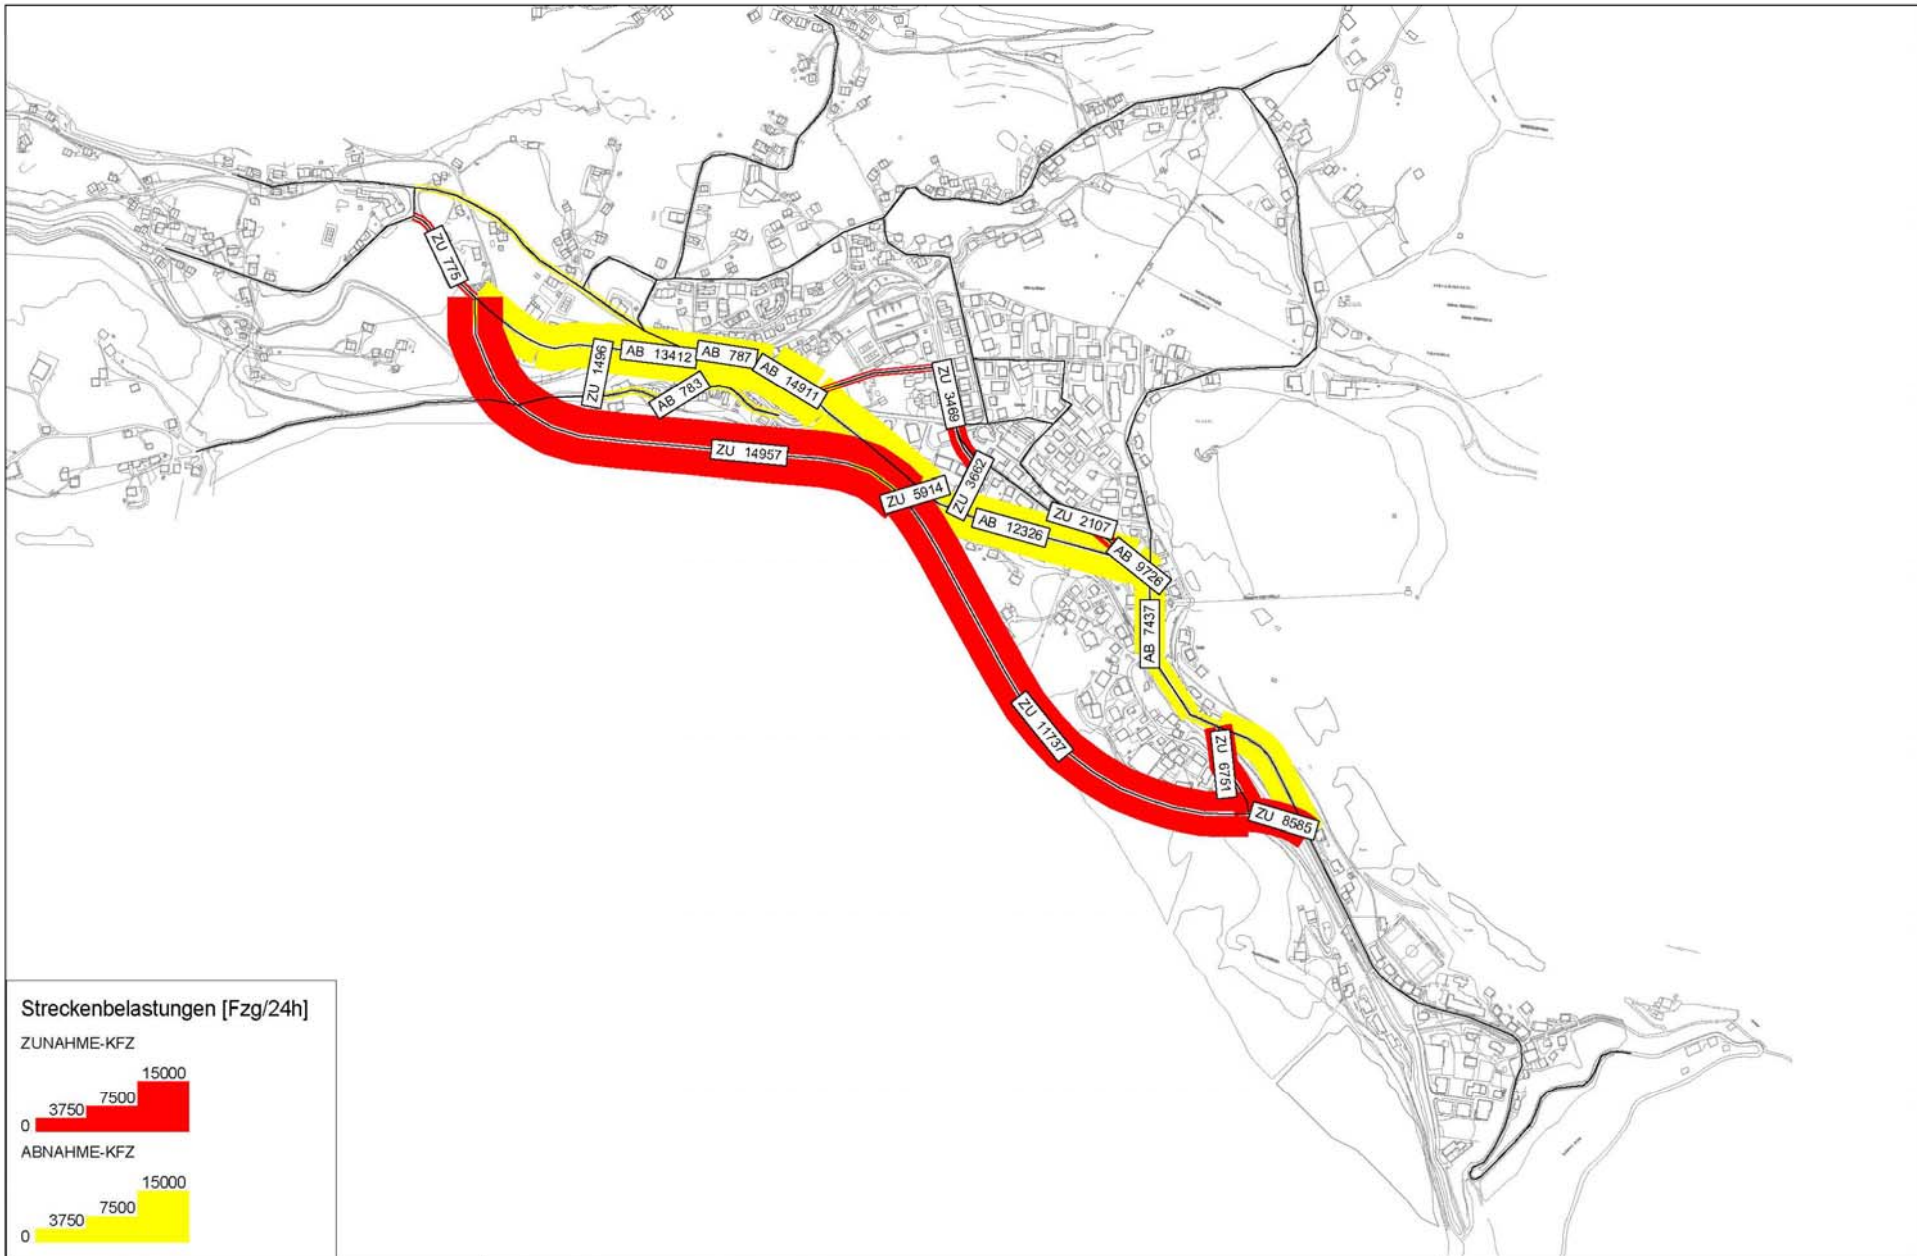 ZU 775
ZU 1496
AB 13412
AB 787
AB 14911
AB 783
ZU 3469
ZU 14957
ZU 5914
ZU 3662
AB 12326
ZU 2107
AB 9726
AB 7437
ZU 11737
ZU 6751
ZU 8585
Streckenbelastungen [Fzg/24h]
ZUNAHME-KFZ
15000
7500
3750
0
ABNAHME-KFZ
15000
7500
3750
0